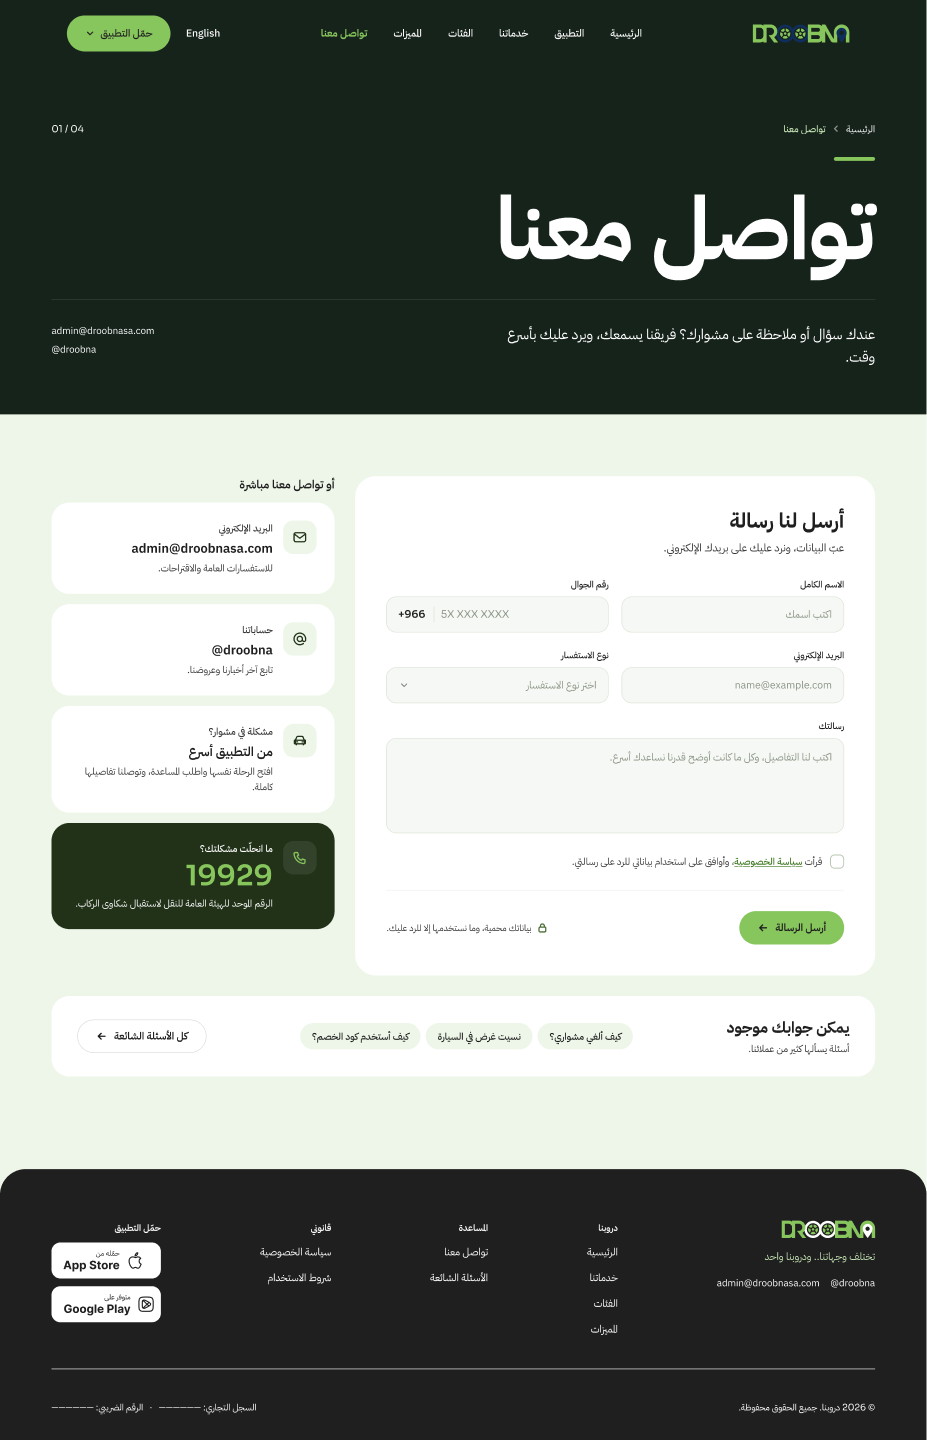 DROOBNA
الرئيسية
التطبيق
خدماتنا
الفئات
المميزات
تواصل معنا
English
حمّل التطبيق
الرئيسية › تواصل معنا
01 / 04
تواصل معنا
عندك سؤال أو ملاحظة على مشوارك؟ فريقنا يسمعك، ويرد عليك بأسرع
وقت.
admin@droobnasa.com
@droobna
أرسل لنا رسالة
عبّ البيانات، ونرد عليك على بريدك الإلكتروني.
الاسم الكامل
اكتب اسمك
رقم الجوال
+966 5X XXX XXXX
البريد الإلكتروني
name@example.com
نوع الاستفسار
اختر نوع الاستفسار
رسالتك
اكتب لنا التفاصيل، وكل ما كانت أوضح قدرنا نساعدك أسرع.
قرأت سياسة الخصوصية، وأوافق على استخدام بياناتي للرد على رسالتي.
أرسل الرسالة
بياناتك محمية، وما نستخدمها إلا للرد عليك.
أو تواصل معنا مباشرة
البريد الإلكتروني
admin@droobnasa.com
للاستفسارات العامة والاقتراحات.
حساباتنا
@droobna
تابع آخر أخبارنا وعروضنا.
مشكلة في مشوار؟
من التطبيق أسرع
افتح الرحلة نفسها واطلب المساعدة، وتوصلنا تفاصيلها
كاملة.
ما انحلّت مشكلتك؟
19929
الرقم الموحد للهيئة العامة للنقل لاستقبال شكاوى الركاب.
يمكن جوابك موجود
أسئلة يسألها كثير من عملائنا.
كيف ألغي مشواري؟
نسيت غرض في السيارة
كيف أستخدم كود الخصم؟
كل الأسئلة الشائعة
DROOBNA
تختلف وجهاتنا.. ودروبنا واحد
@droobna
admin@droobnasa.com
دروبنا
الرئيسية
خدماتنا
الفئات
المميزات
المساعدة
تواصل معنا
الأسئلة الشائعة
قانوني
سياسة الخصوصية
شروط الاستخدام
حمّل التطبيق
حمّله من
App Store
متوفر على
Google Play
© 2026 دروبنا. جميع الحقوق محفوظة.
السجل التجاري: —————— · الرقم الضريبي: ——————